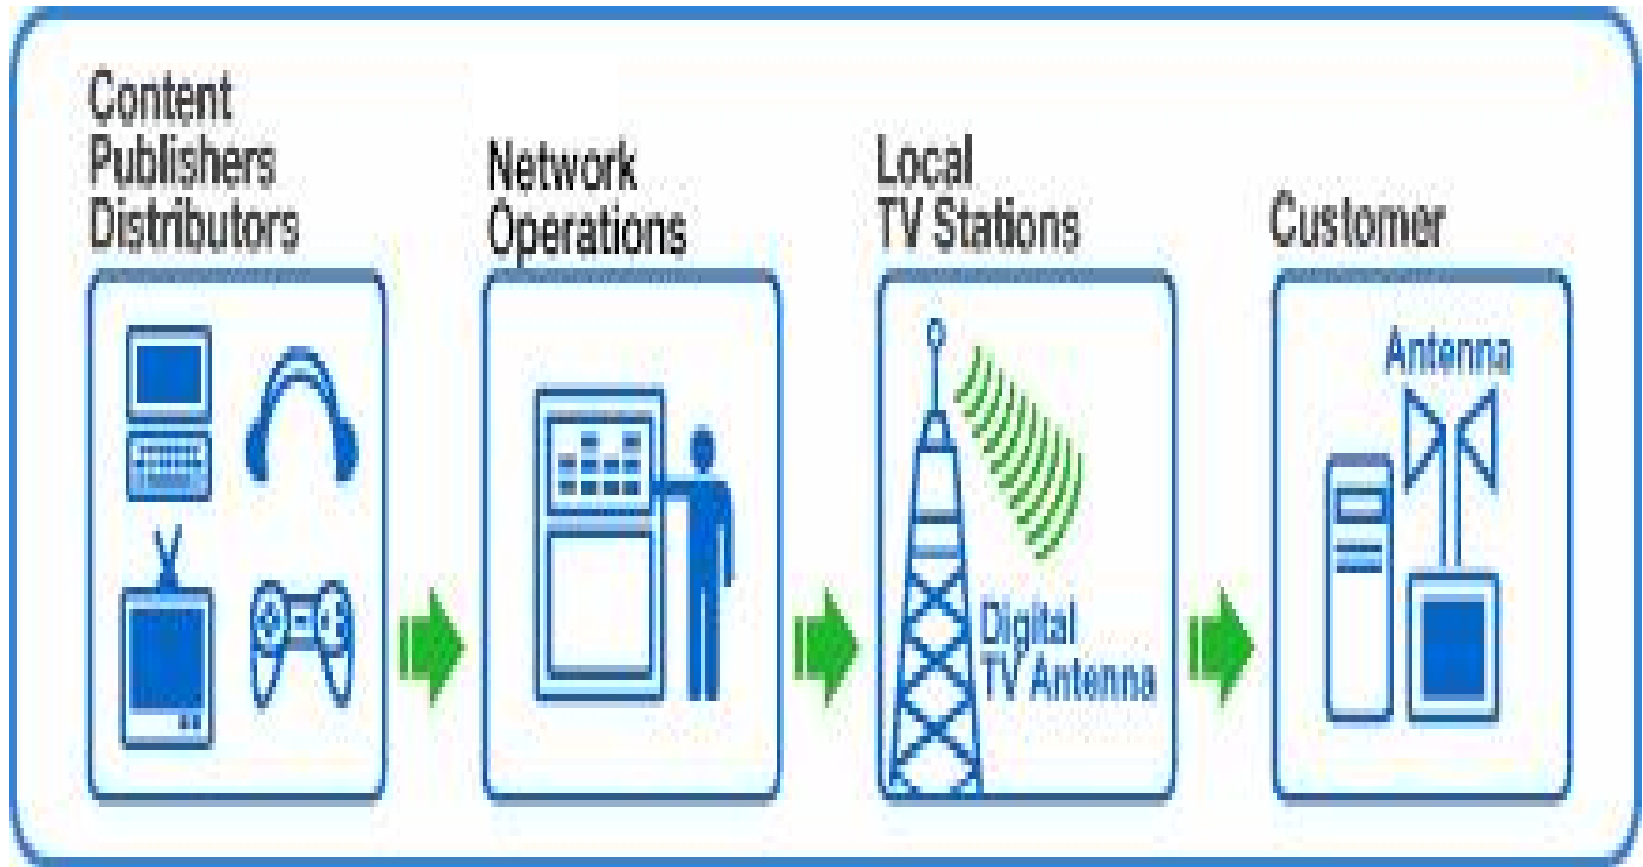 Content
Publishers
Distributors
Network
Operations
Local
TV Stations
Customer
Digital
TV Antenna
Antenna